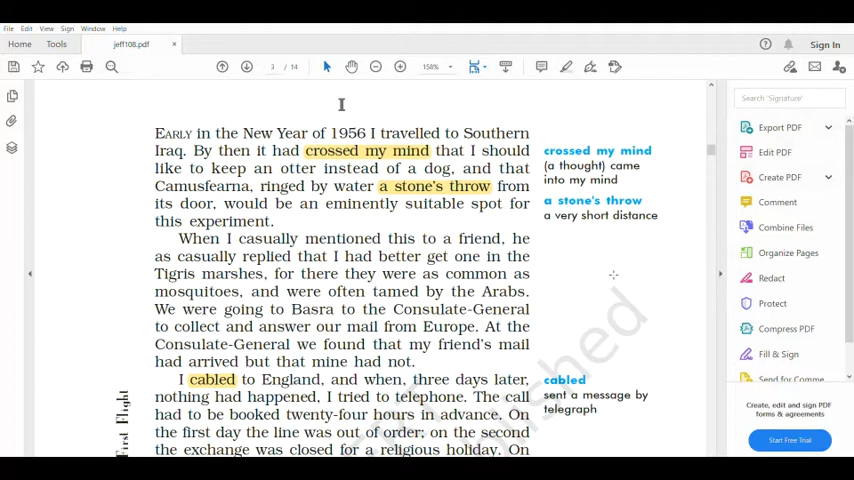 File Edit View Sign Window Help
Home Tools jeff108.pdf × Sign In
3 / 14 158%
I
EARLY in the New Year of 1956 I travelled to Southern
Iraq. By then it had crossed my mind that I should
like to keep an otter instead of a dog, and that
Camusfearna, ringed by water a stone's throw from
its door, would be an eminently suitable spot for
this experiment.
When I casually mentioned this to a friend, he
as casually replied that I had better get one in the
Tigris marshes, for there they were as common as
mosquitoes, and were often tamed by the Arabs.
We were going to Basra to the Consulate-General
to collect and answer our mail from Europe. At the
Consulate-General we found that my friend's mail
had arrived but that mine had not.
I cabled to England, and when, three days later,
nothing had happened, I tried to telephone. The call
had to be booked twenty-four hours in advance. On
the first day the line was out of order; on the second
the exchange was closed for a religious holiday. On
crossed my mind
(a thought) came
into my mind
a stone's throw
a very short distance
cabled
sent a message by
telegraph
First Flight
blished
Search 'Signature'
Export PDF
Edit PDF
Create PDF
Comment
Combine Files
Organize Pages
Redact
Protect
Compress PDF
Fill & Sign
Send for Comme
Create, edit and sign PDF
forms & agreements
Start Free Trial